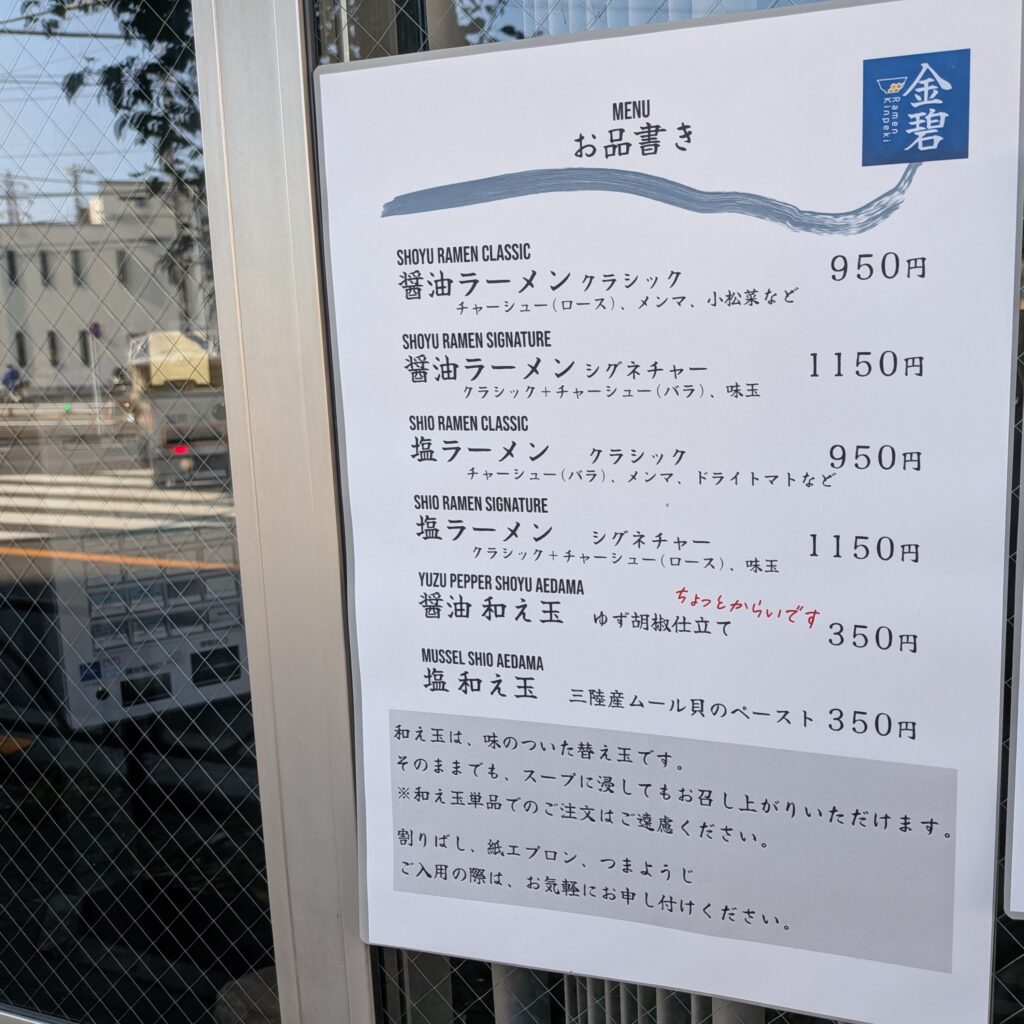 金碧
Ramen
Kinpeki
MENU
お品書き
SHOYU RAMEN CLASSIC
醤油ラーメン クラシック 950円
チャーシュー(ロース)、メンマ、小松菜など
SHOYU RAMEN SIGNATURE
醤油ラーメン シグネチャー 1150円
クラシック+チャーシュー(バラ)、味玉
SHIO RAMEN CLASSIC
塩ラーメン クラシック 950円
チャーシュー(バラ)、メンマ、ドライトマトなど
SHIO RAMEN SIGNATURE
塩ラーメン シグネチャー 1150円
クラシック+チャーシュー(ロース)、味玉
YUZU PEPPER SHOYU AEDAMA
ちょっとからいです
醤油 和え玉 ゆず胡椒仕立て 350円
MUSSEL SHIO AEDAMA
塩 和え玉 三陸産ムール貝のペースト 350円
和え玉は、味のついた替え玉です。
そのままでも、スープに浸してもお召し上がりいただけます。
※和え玉単品でのご注文はご遠慮ください。
割りばし、紙エプロン、つまようじ
ご入用の際は、お気軽にお申し付けください。